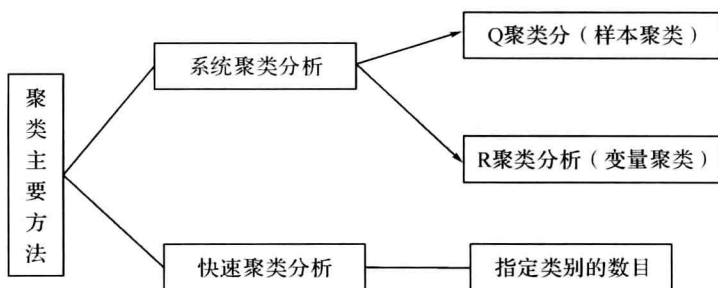 聚类主要方法
系统聚类分析
Q聚类分（样本聚类）
R聚类分析（变量聚类）
快速聚类分析
指定类别的数目